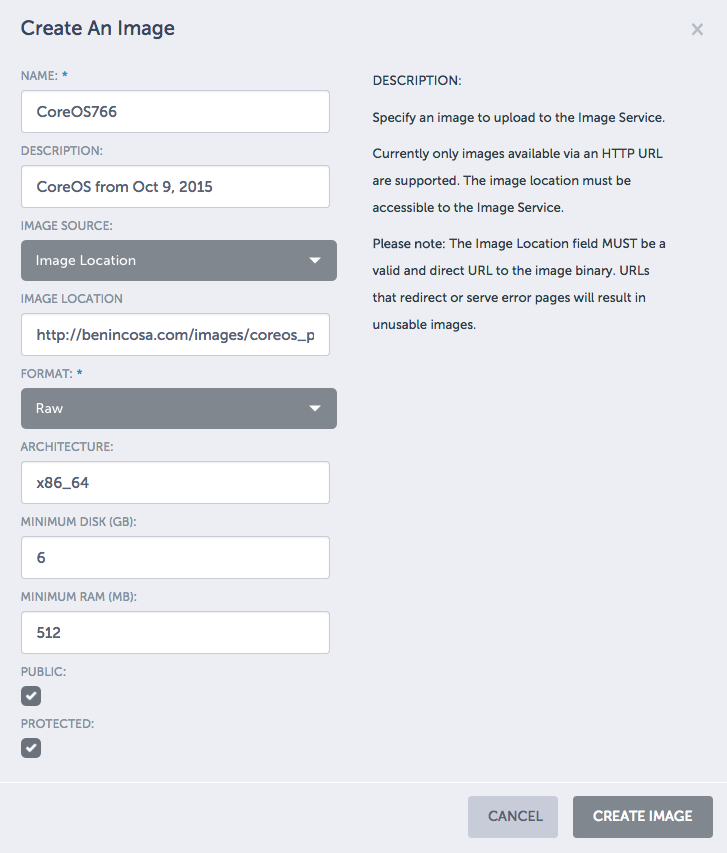 Create An Image
×
NAME: *
CoreOS766
DESCRIPTION:
CoreOS from Oct 9, 2015
IMAGE SOURCE:
Image Location
IMAGE LOCATION
http://benincosa.com/images/coreos_p
FORMAT: *
Raw
ARCHITECTURE:
x86_64
MINIMUM DISK (GB):
6
MINIMUM RAM (MB):
512
PUBLIC:
PROTECTED:
DESCRIPTION:
Specify an image to upload to the Image Service.
Currently only images available via an HTTP URL
are supported. The image location must be
accessible to the Image Service.
Please note: The Image Location field MUST be a
valid and direct URL to the image binary. URLs
that redirect or serve error pages will result in
unusable images.
CANCEL
CREATE IMAGE